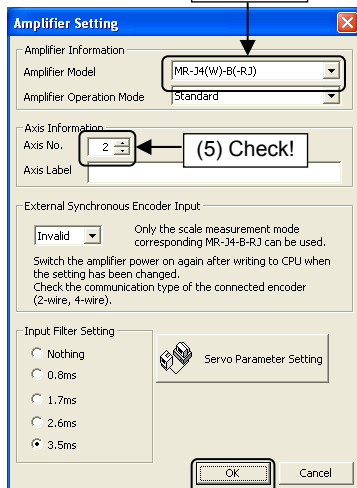 Amplifier Setting
Amplifier Information
Amplifier Model MR-J4(W)-B(-RJ)
Amplifier Operation Mode Standard
Axis Information
Axis No. 2 (5) Check!
Axis Label
External Synchronous Encoder Input
Invalid Only the scale measurement mode
corresponding MR-J4-B-RJ can be used.
Switch the amplifier power on again after writing to CPU when
the setting has been changed.
Check the communication type of the connected encoder
(2-wire, 4-wire).
Input Filter Setting
Nothing
0.8ms
Servo Parameter Setting
1.7ms
2.6ms
3.5ms
OK Cancel